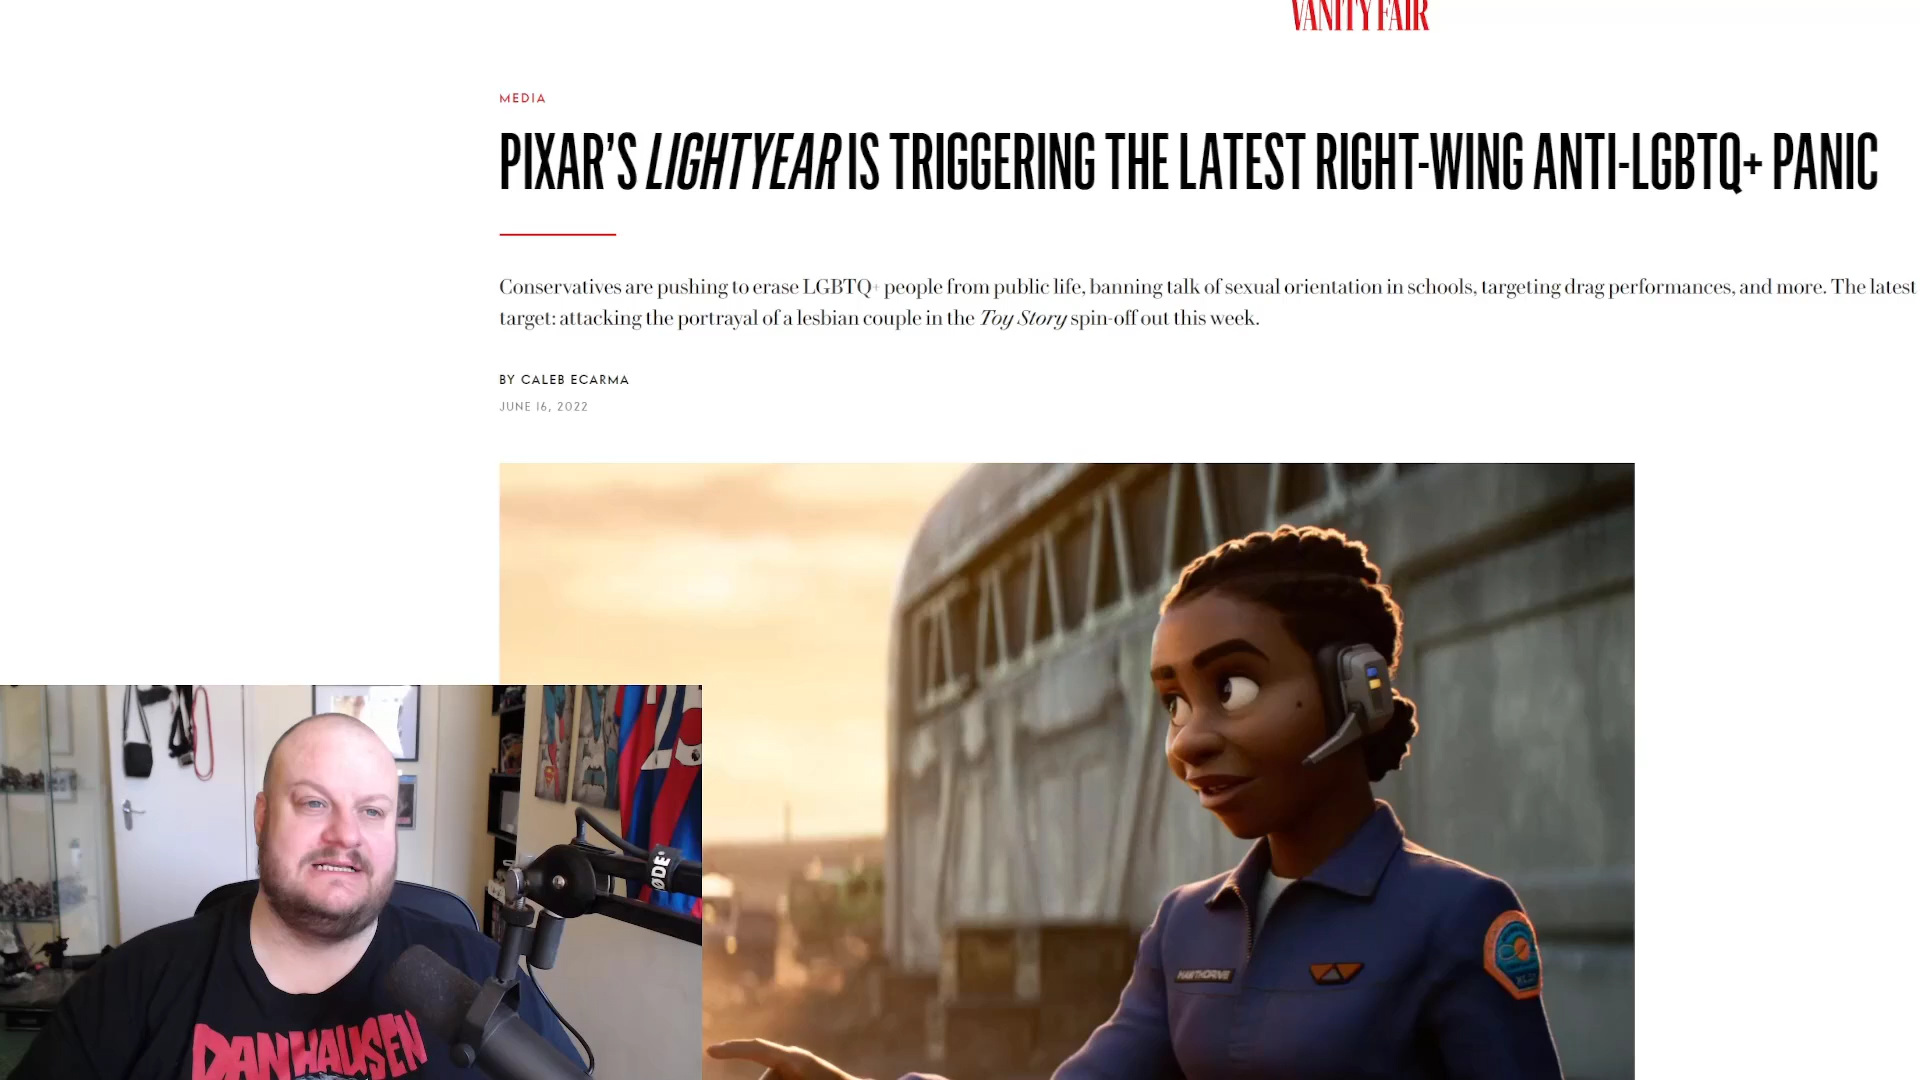 VANITY FAIR
MEDIA
PIXAR'S LIGHTYEAR IS TRIGGERING THE LATEST RIGHT-WING ANTI-LGBTQ+ PANIC
Conservatives are pushing to erase LGBTQ+ people from public life, banning talk of sexual orientation in schools, targeting drag performances, and more. The latest
target: attacking the portrayal of a lesbian couple in the Toy Story spin-off out this week.
BY CALEB ECARMA
JUNE 16, 2022
RØDE
HAWTHORNE
DANHAUSEN